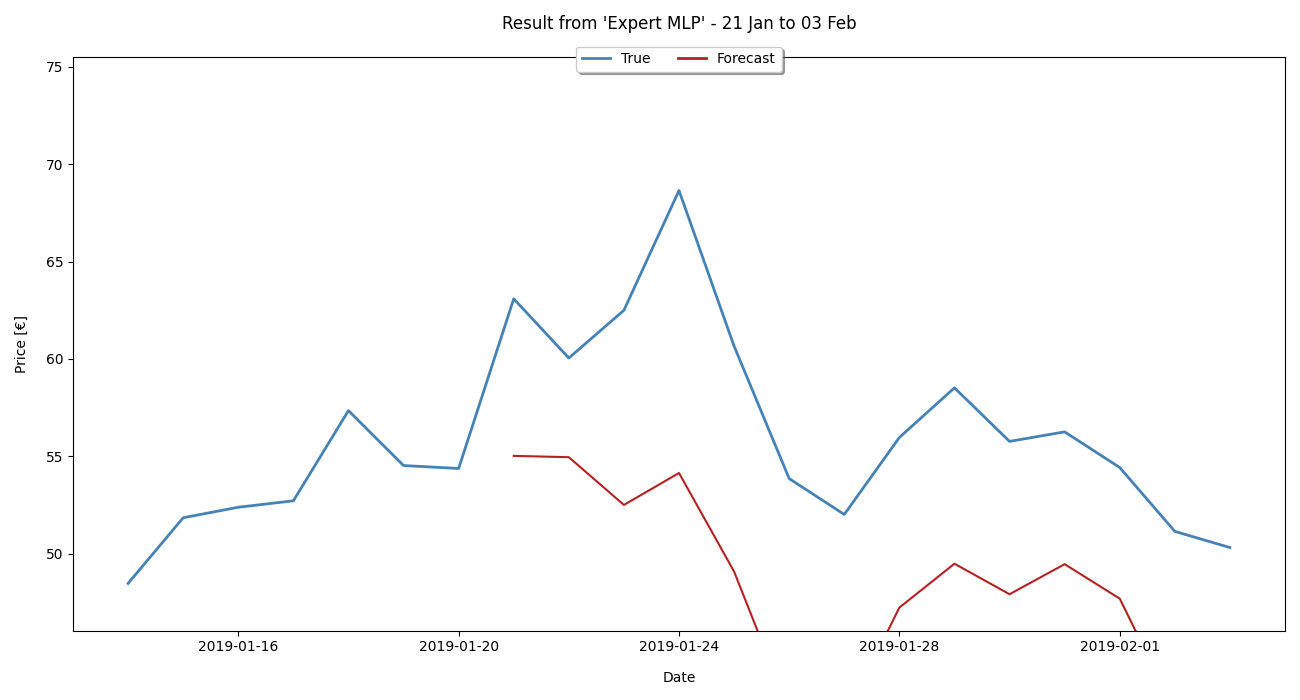 Result from 'Expert MLP' - 21 Jan to 03 Feb
True Forecast
75
70
65
60
55
50
Price [€]
2019-01-16 2019-01-20 2019-01-24 2019-01-28 2019-02-01
Date